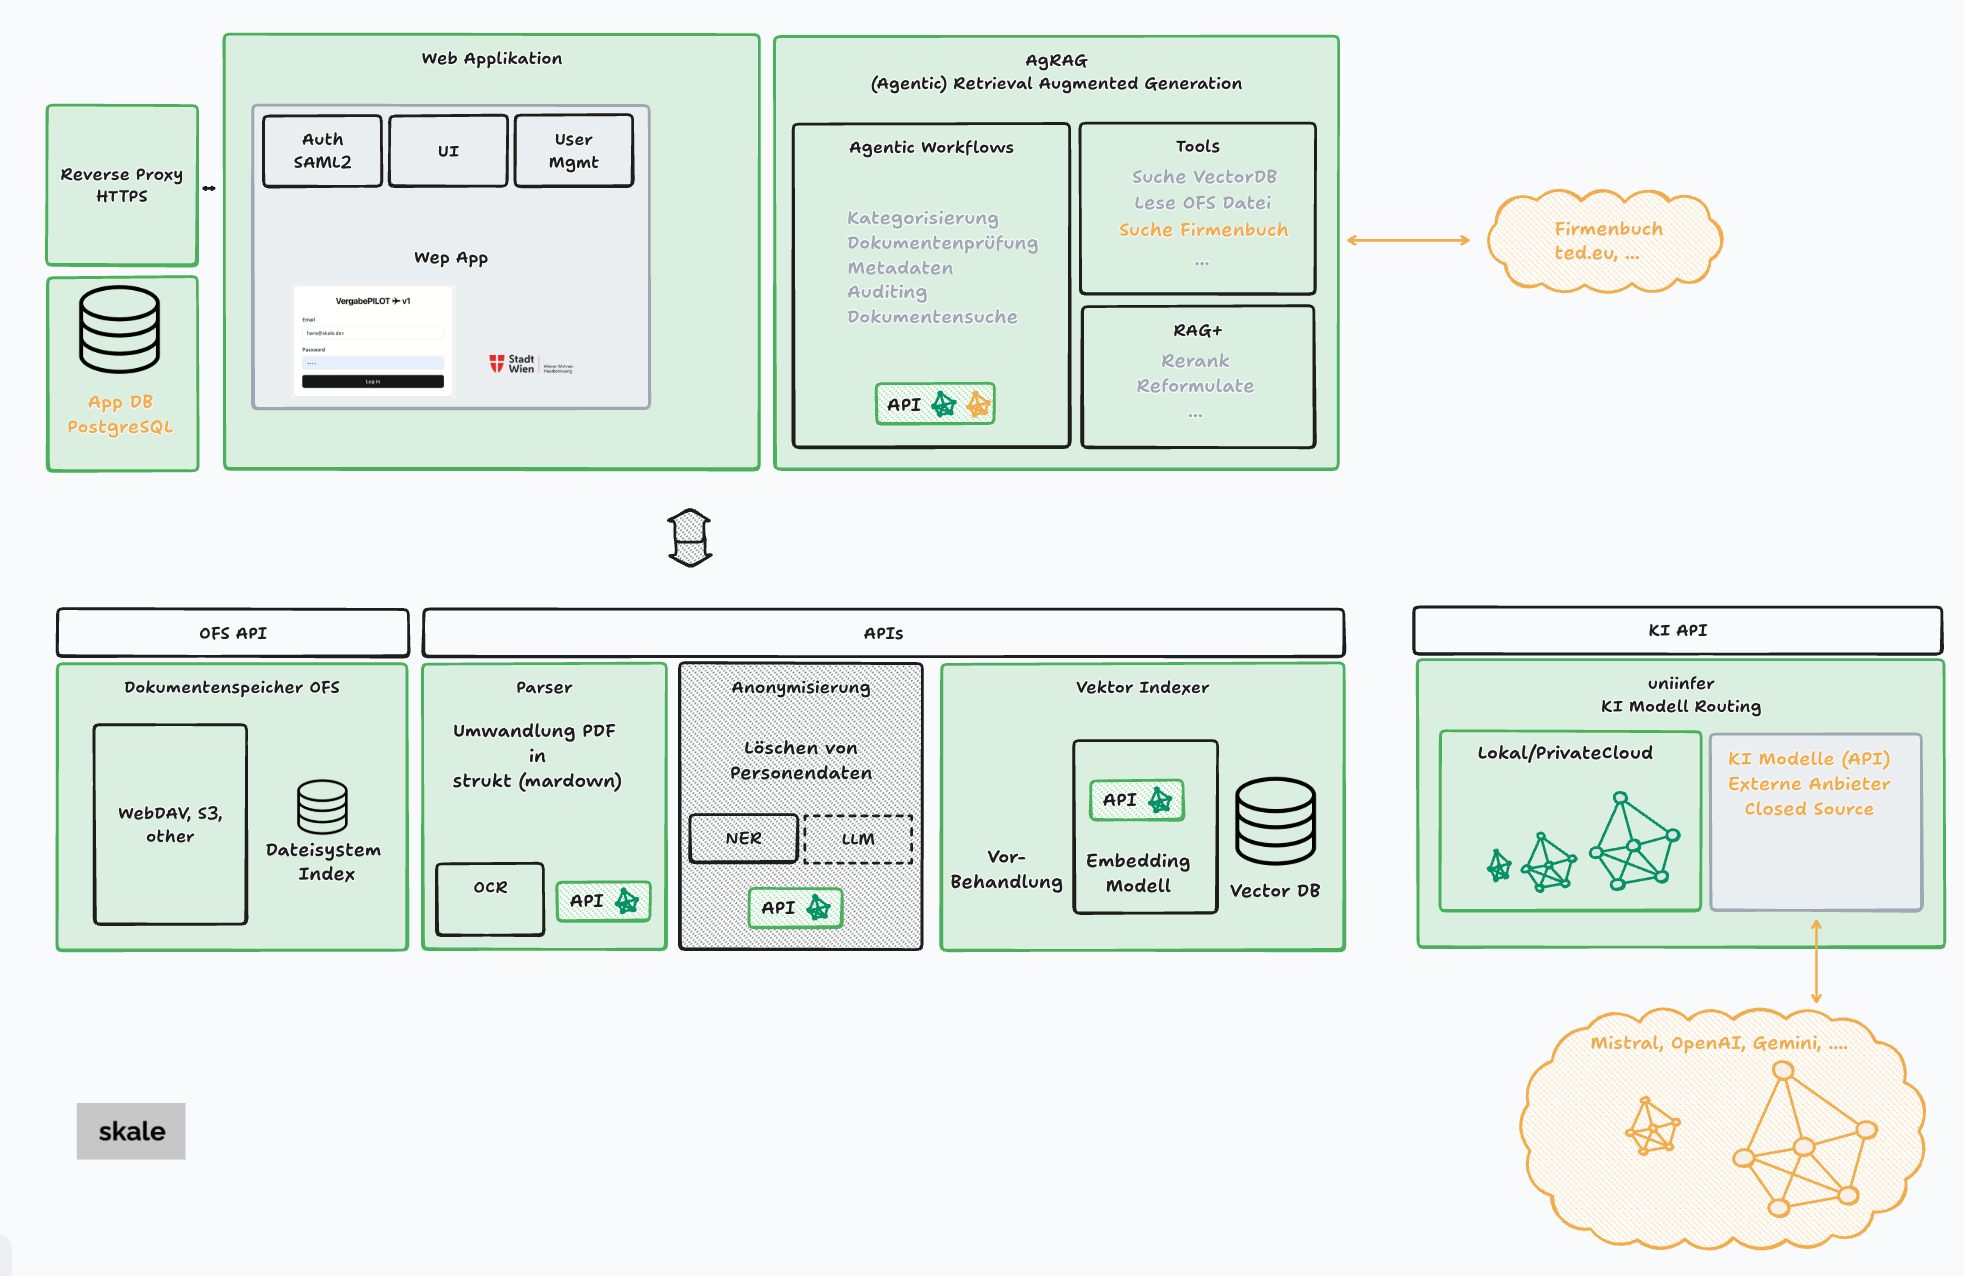 Web Applikation
AgRAG
(Agentic) Retrieval Augmented Generation
Reverse Proxy
HTTPS
Auth
SAML2
UI
User
Mgmt
Wep App
VergabePILOT ✈ v1
Email
hans@skale.dev
Password
....
Log In
Stadt
Wien
App DB
PostgreSQL
Agentic Workflows
Kategorisierung
Dokumentenprüfung
Metadaten
Auditing
Dokumentensuche
API
Tools
Suche VectorDB
Lese OFS Datei
Suche Firmenbuch
...
RAG+
Rerank
Reformulate
...
Firmenbuch
ted.eu, ...
OFS API
APIs
KI API
Dokumentenspeicher OFS
WebDAV, S3,
other
Dateisystem
Index
Parser
Umwandlung PDF
in
strukt (mardown)
OCR
API
Anonymisierung
Löschen von
Personendaten
NER
LLM
API
Vektor Indexer
Vor-
Behandlung
API
Embedding
Modell
Vector DB
uniinfer
KI Modell Routing
Lokal/PrivateCloud
KI Modelle (API)
Externe Anbieter
Closed Source
Mistral, OpenAI, Gemini, ....
skale